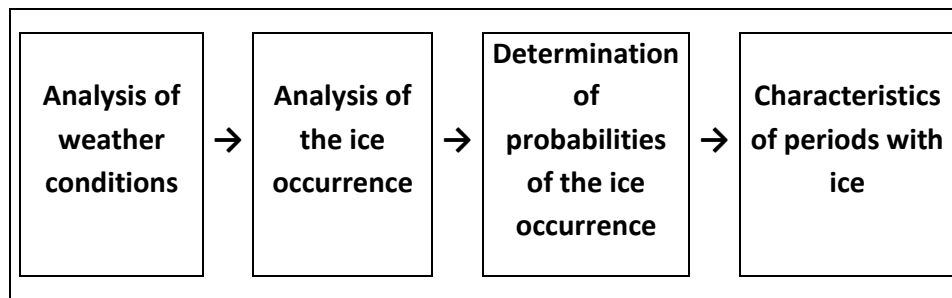 Analysis of
weather
conditions
→
Analysis of
the ice
occurrence
→
Determination
of
probabilities
of the ice
occurrence
→
Characteristics
of periods with
ice